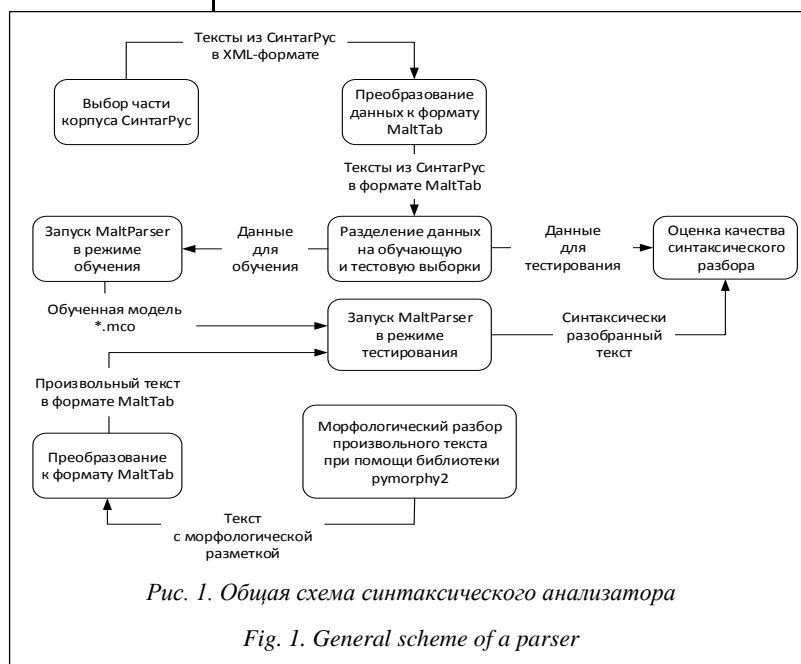 Тексты из СинтагРус
в XML-формате
Выбор части
корпуса СинтагРус
Преобразование
данных к формату
MaltTab
Тексты из СинтагРус
в формате MaltTab
Запуск MaltParser
в режиме
обучения
Данные
для
обучения
Разделение данных
на обучающую
и тестовую выборки
Данные
для
тестирования
Оценка качества
синтаксического
разбора
Обученная модель
*.mco
Запуск MaltParser
в режиме
тестирования
Синтаксически
разобранный
текст
Произвольный текст
в формате MaltTab
Преобразование
к формату MaltTab
Морфологический разбор
произвольного текста
при помощи библиотеки
pymorphy2
Текст
с морфологической
разметкой
Рис. 1. Общая схема синтаксического анализатора
Fig. 1. General scheme of a parser